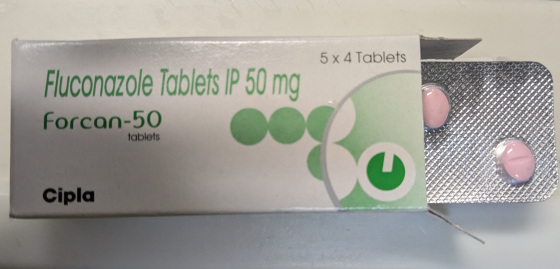 5 x 4 Tablets
Fluconazole Tablets IP 50 mg
Forcan-50
tablets
Cipla